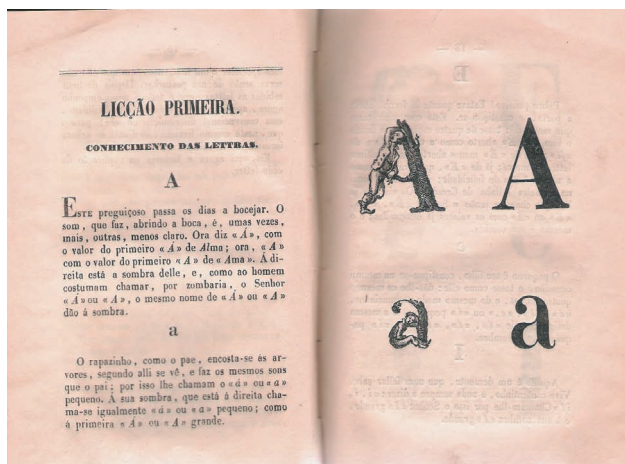 LICÇÃO PRIMEIRA.
CONHECIMENTO DAS LETTRAS.
A
ESTE preguiçoso passa os dias a bocejar. O
som, que faz, abrindo a boca, é, umas vezes,
mais, outras, menos claro. Ora diz «Á», com
o valor do primeiro «Á» de Alma; ora, «A»
com o valor do primeiro «A» de «Ama». Á di-
reita está a sombra delle, e, como ao homem
costumam chamar, por zombaria, o Senhor
«Á» ou «A», o mesmo nome de «Á» ou «A»
dão á sombra.
a
O rapazinho, como o pae, encosta-se ás ar-
vores, segundo alli se vê, e faz os mesmos sons
que o pai; por isso lhe chamam o «á» ou «a»
pequeno. Á sua sombra, que está á direita cha-
ma-se igualmente «á» ou «a» pequeno; como
á primeira «Á» ou «A» grande.
A A
a a